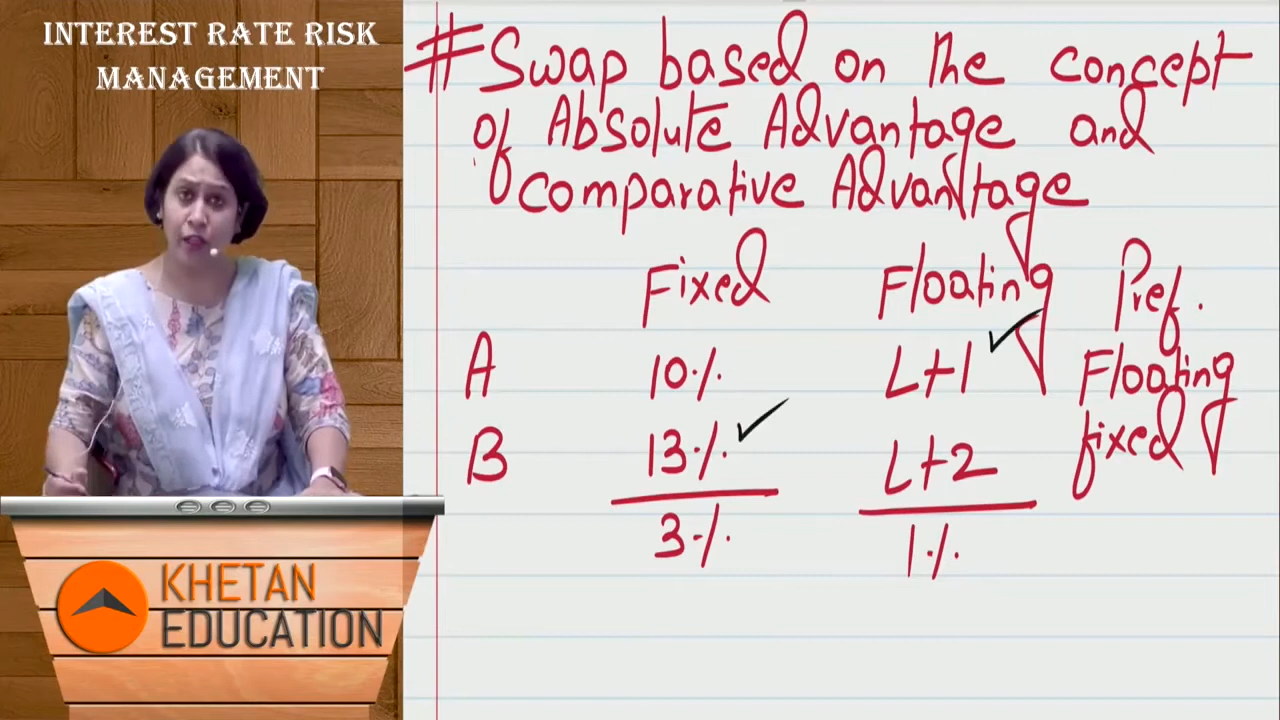 INTEREST RATE RISK
MANAGEMENT
# Swap based on the concept
of Absolute Advantage and
comparative Advantage
Fixed Floating Pref.
A 10% L+1 Floating
B 13% L+2 fixed
3% 1%
KHETAN
EDUCATION